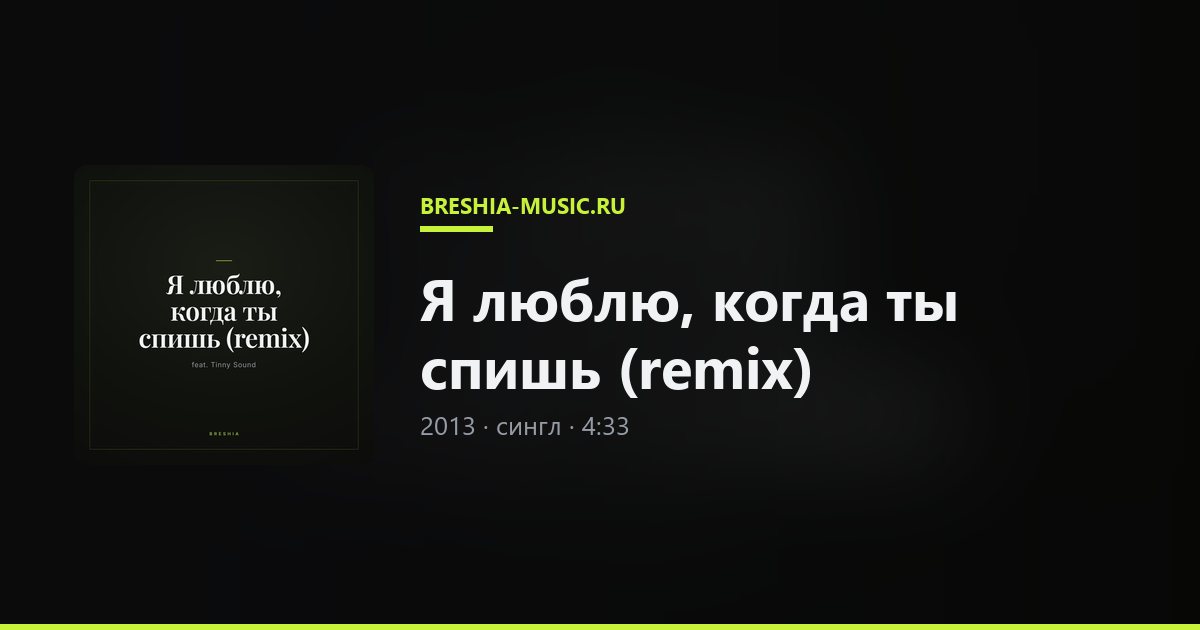 Я люблю,
когда ты
спишь (remix)
feat. Tinny Sound
BRESHIA
BRESHIA-MUSIC.RU
Я люблю, когда ты
спишь (remix)
2013 · сингл · 4:33